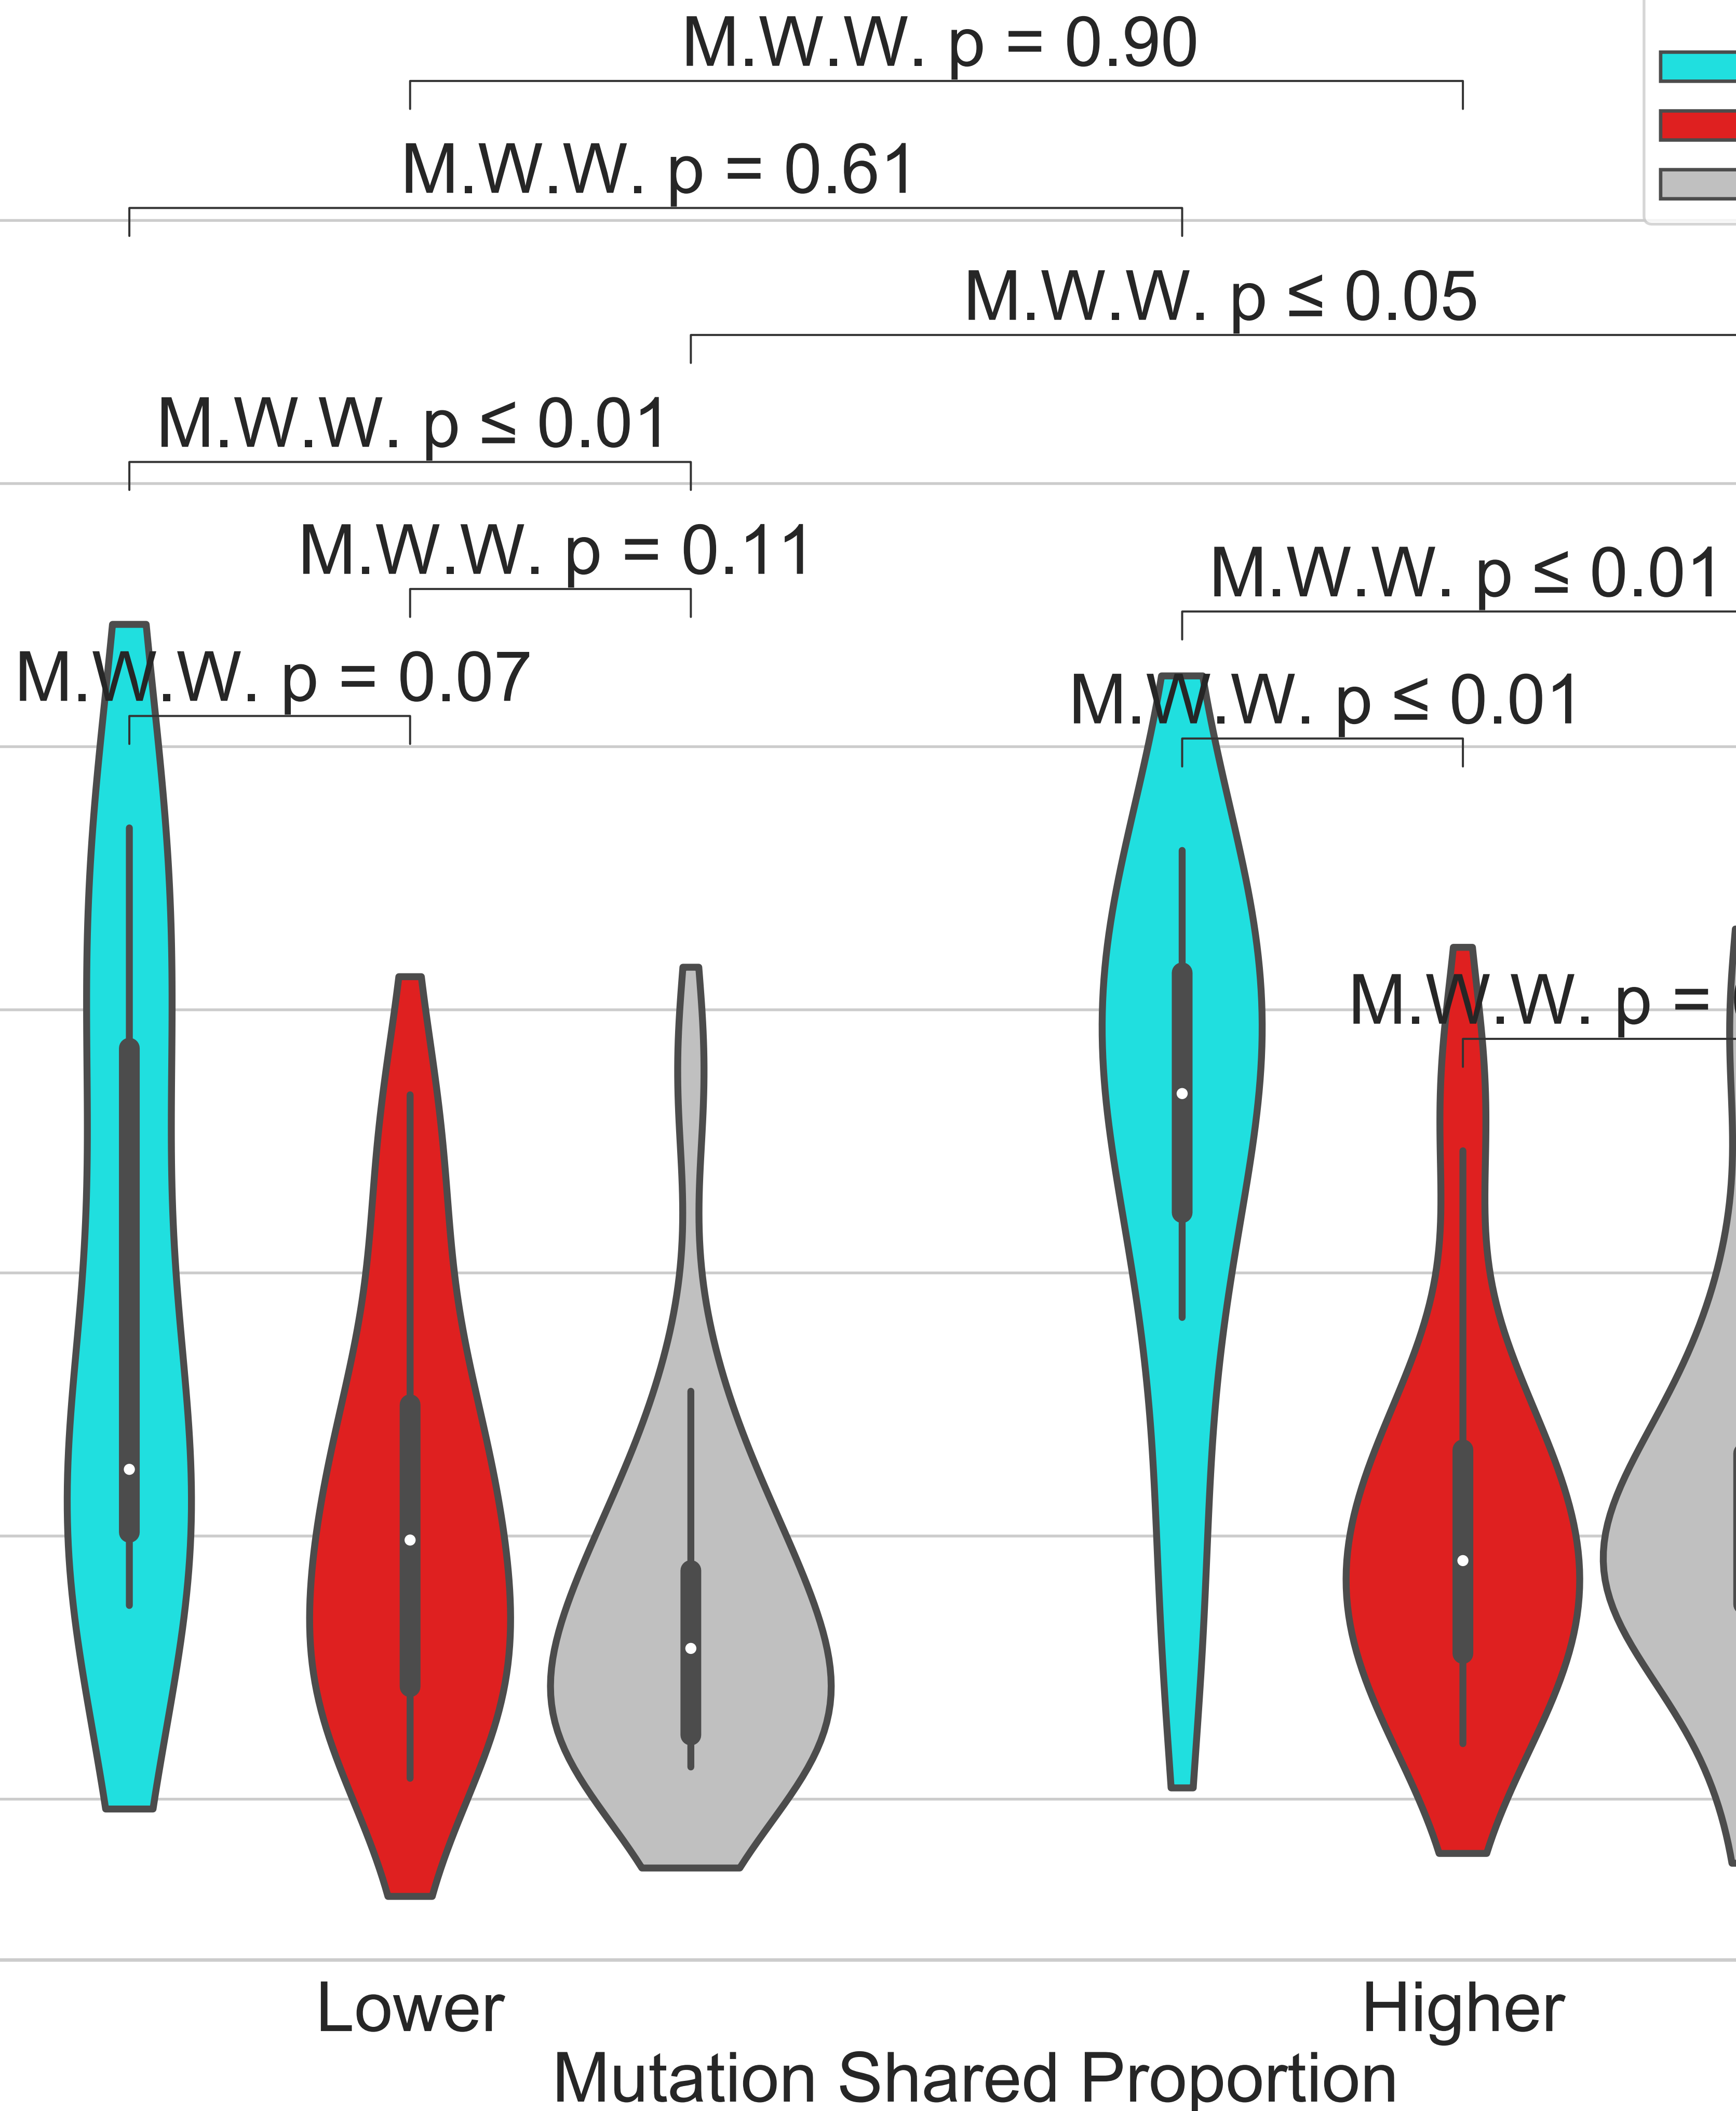 M.W.W. p = 0.90
M.W.W. p = 0.61
M.W.W. p ≤ 0.05
M.W.W. p ≤ 0.01
M.W.W. p = 0.11
M.W.W. p ≤ 0.01
M.W.W. p = 0.07
M.W.W. p ≤ 0.01
M.W.W. p =
Lower
Higher
Mutation Shared Proportion